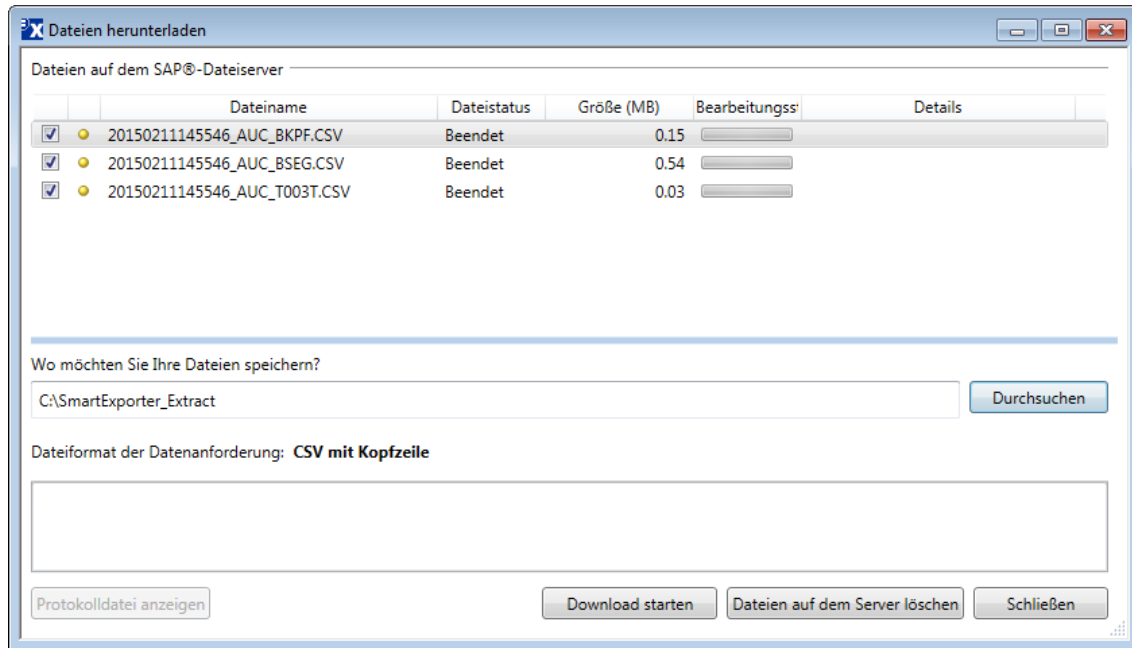 Dateien herunterladen
Dateien auf dem SAP®-Dateiserver
Dateiname Dateistatus Größe (MB) Bearbeitungss Details
20150211145546_AUC_BKPF.CSV Beendet 0.15
20150211145546_AUC_BSEG.CSV Beendet 0.54
20150211145546_AUC_T003T.CSV Beendet 0.03
Wo möchten Sie Ihre Dateien speichern?
C:\SmartExporter_Extract Durchsuchen
Dateiformat der Datenanforderung: CSV mit Kopfzeile
Protokolldatei anzeigen Download starten Dateien auf dem Server löschen Schließen